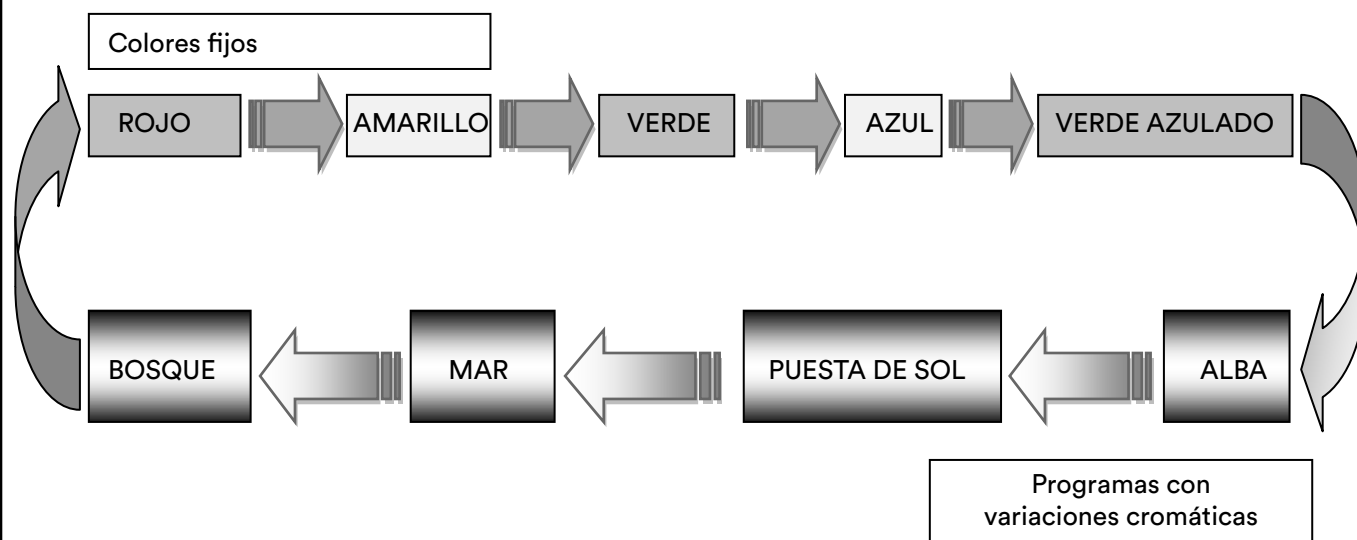 Colores fijos
ROJO
AMARILLO
VERDE
AZUL
VERDE AZULADO
BOSQUE
MAR
PUESTA DE SOL
ALBA
Programas con
variaciones cromáticas